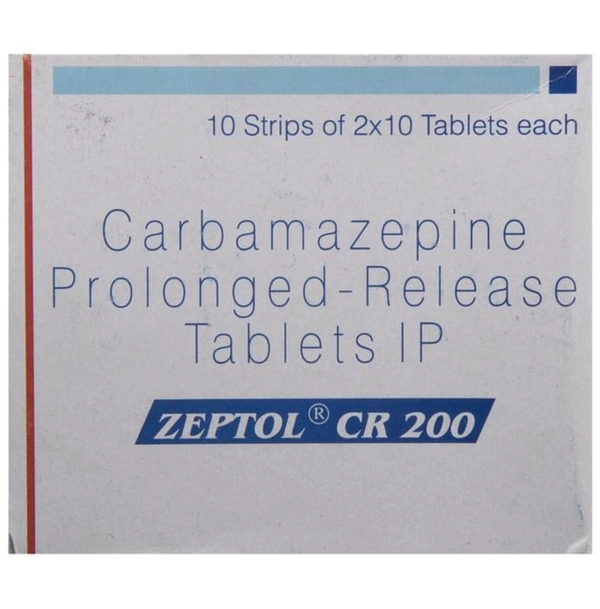 10 Strips of 2x10 Tablets each
Carbamazepine
Prolonged-Release
Tablets IP
ZEPTOL® CR 200